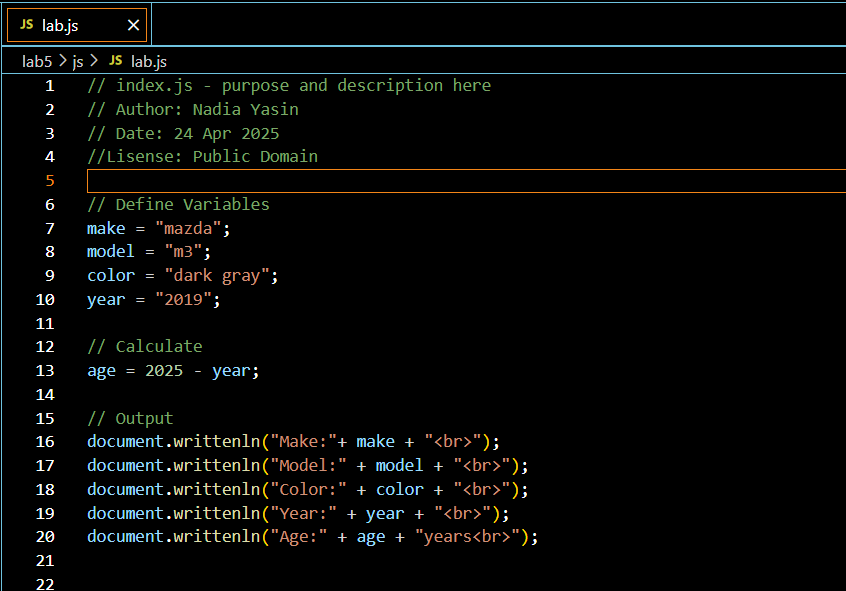 JS lab.js ×
lab5 > js > JS lab.js
1 // index.js - purpose and description here
2 // Author: Nadia Yasin
3 // Date: 24 Apr 2025
4 //Lisense: Public Domain
5
6 // Define Variables
7 make = "mazda";
8 model = "m3";
9 color = "dark gray";
10 year = "2019";
11
12 // Calculate
13 age = 2025 - year;
14
15 // Output
16 document.writtenln("Make:"+ make + "<br>");
17 document.writtenln("Model:" + model + "<br>");
18 document.writtenln("Color:" + color + "<br>");
19 document.writtenln("Year:" + year + "<br>");
20 document.writtenln("Age:" + age + "years<br>");
21
22